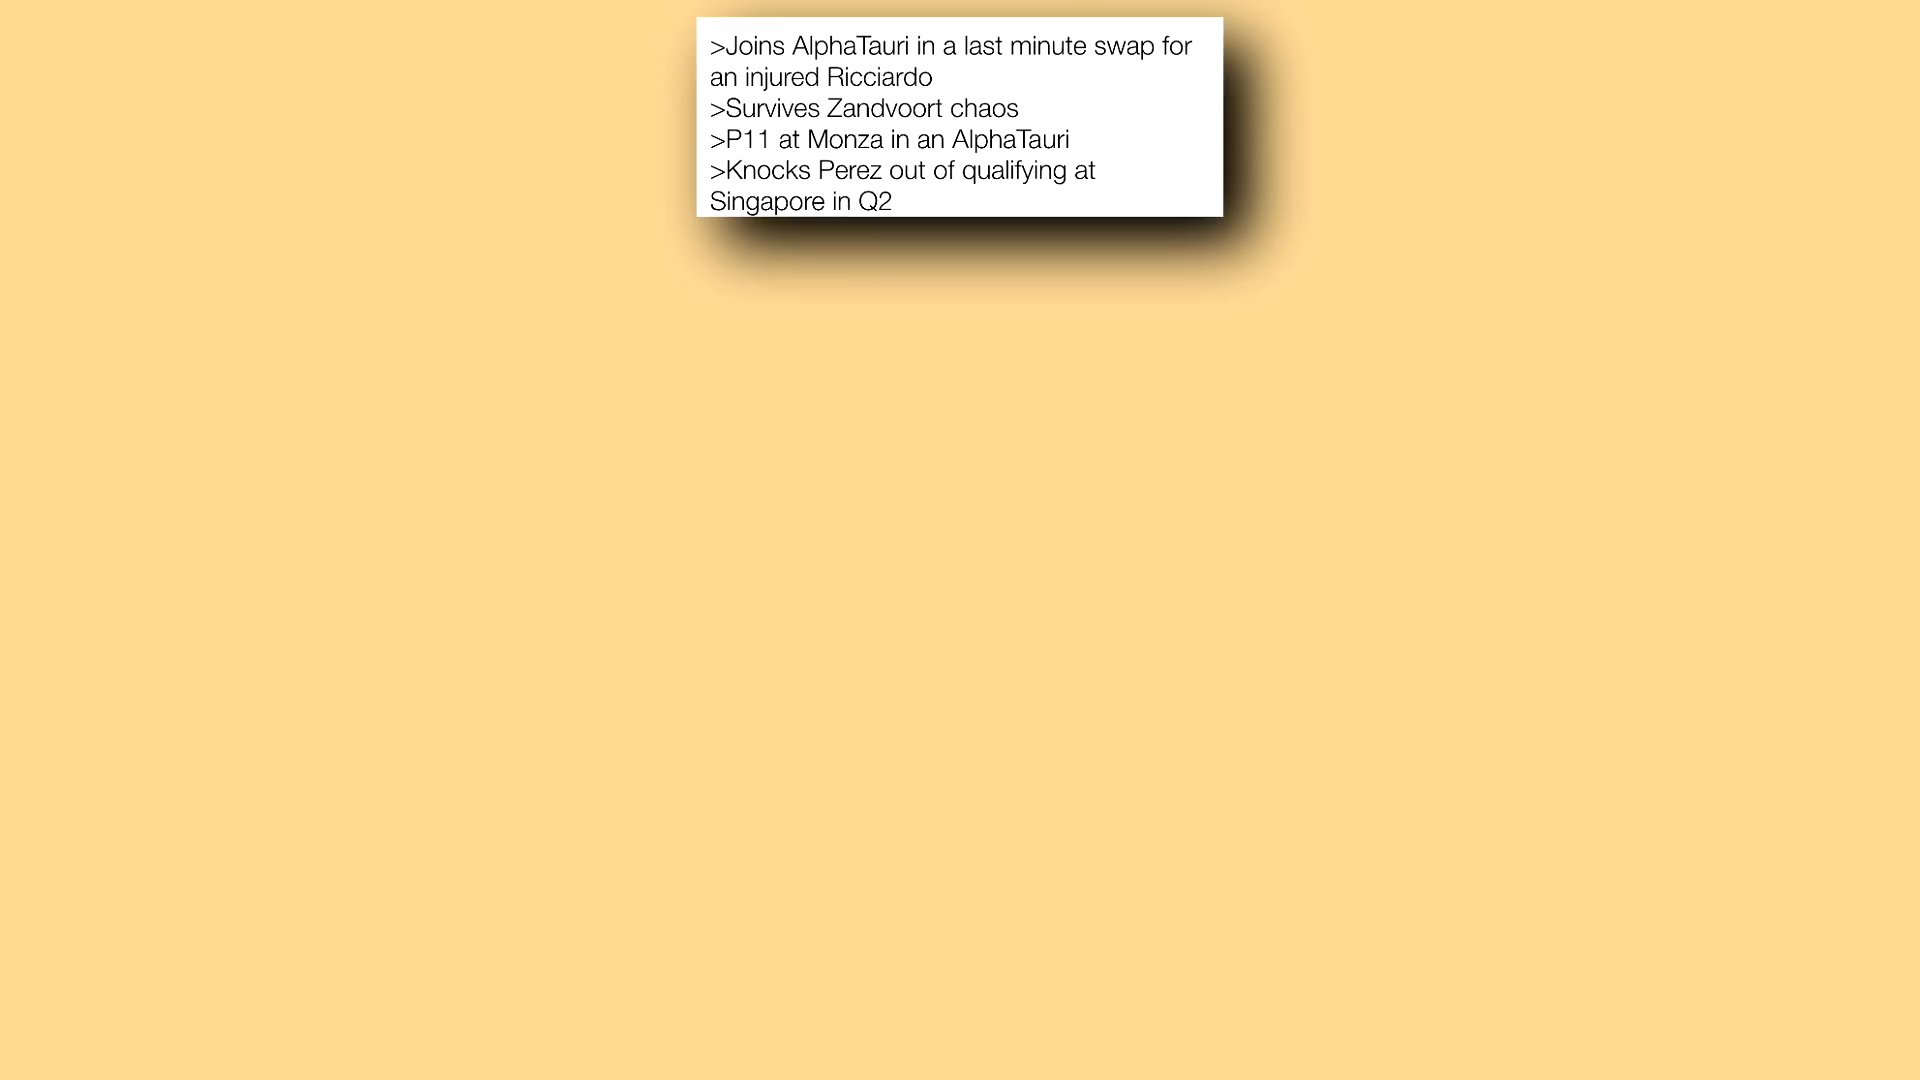 >Joins AlphaTauri in a last minute swap for
an injured Ricciardo
>Survives Zandvoort chaos
>P11 at Monza in an AlphaTauri
>Knocks Perez out of qualifying at
Singapore in Q2